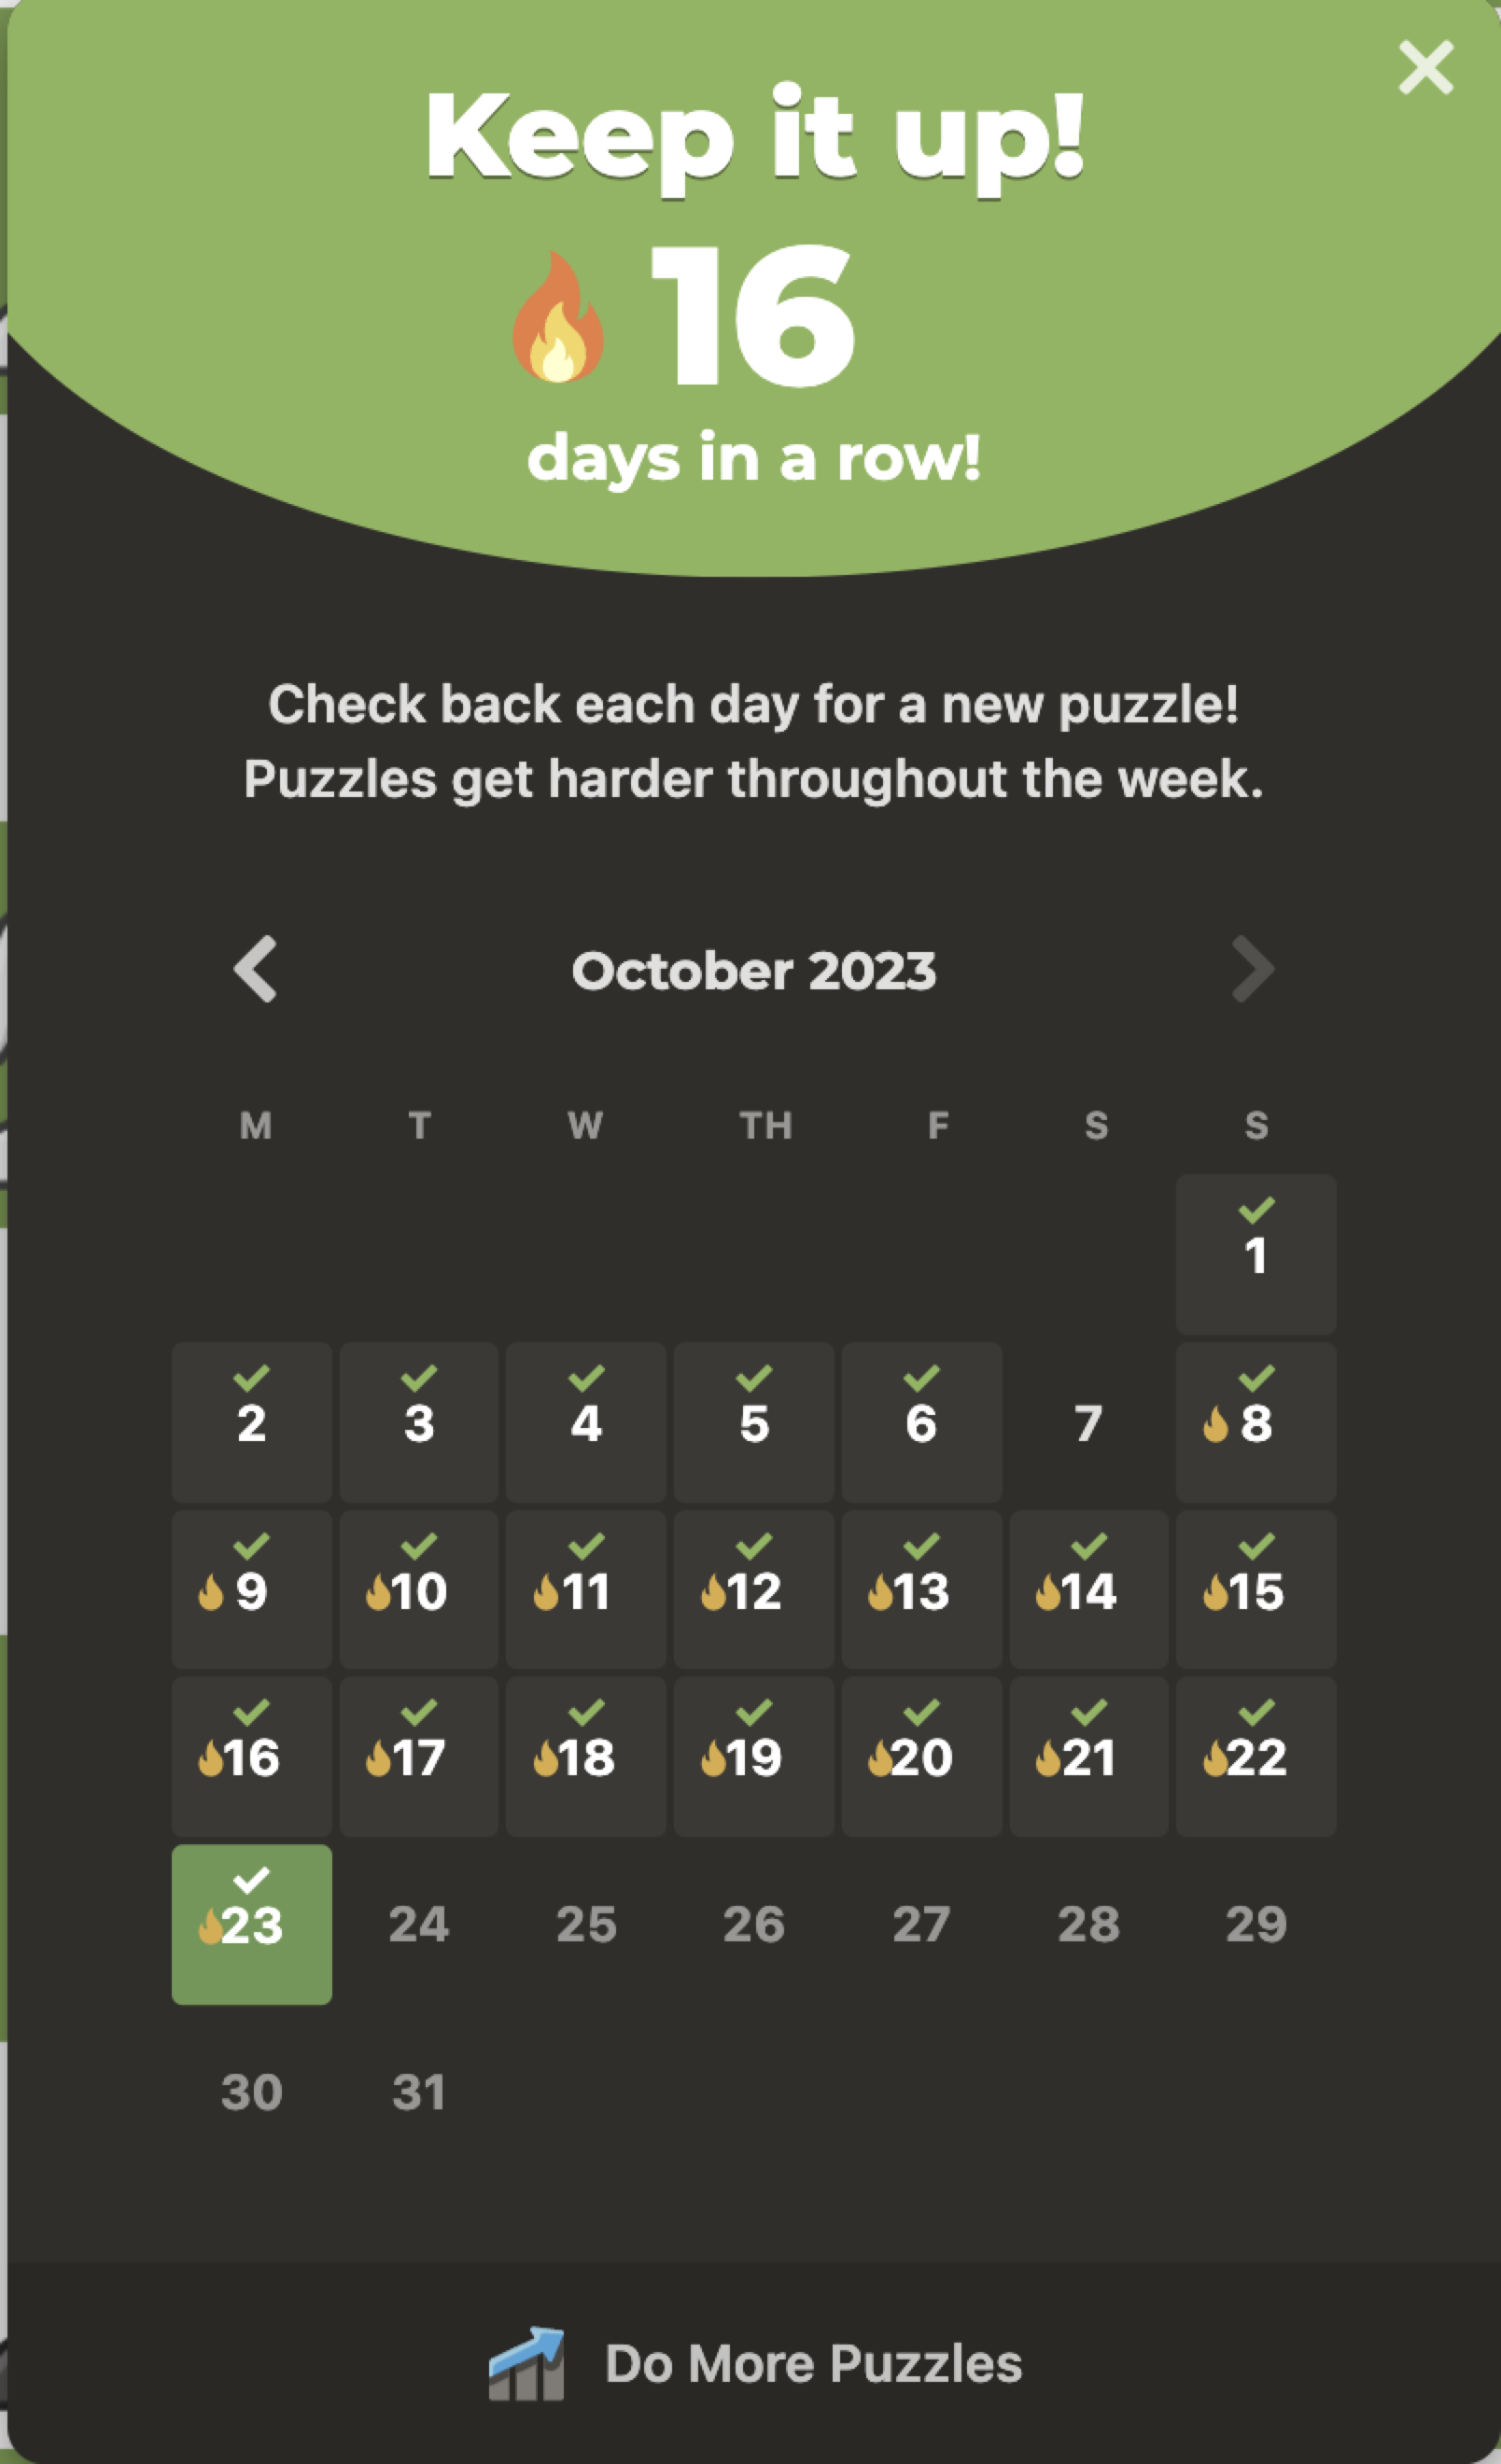 Keep it up!
16
days in a row!
Check back each day for a new puzzle!
Puzzles get harder throughout the week.
October 2023
M T W TH F S S
1
2 3 4 5 6 7 8
9 10 11 12 13 14 15
16 17 18 19 20 21 22
23 24 25 26 27 28 29
30 31
Do More Puzzles